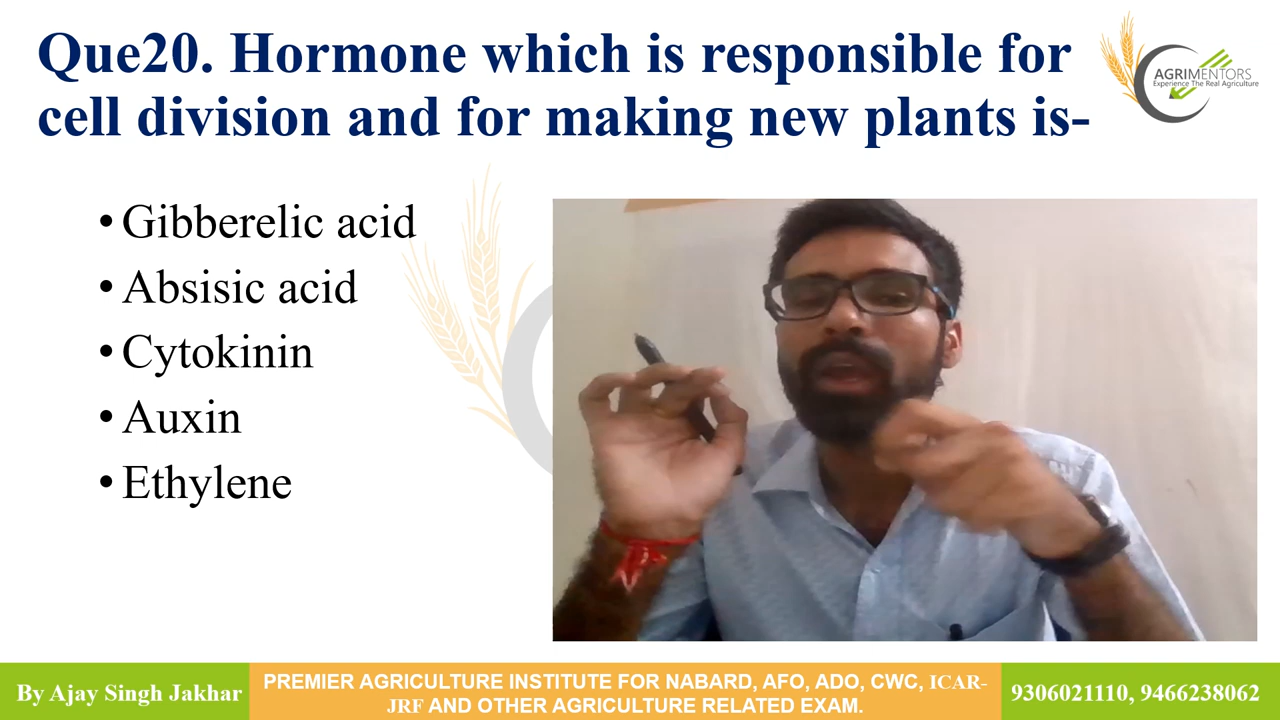 Que20. Hormone which is responsible for
cell division and for making new plants is-
AGRIMENTORS
Experience The Real Agriculture
• Gibberelic acid
• Absisic acid
• Cytokinin
• Auxin
• Ethylene
By Ajay Singh Jakhar
PREMIER AGRICULTURE INSTITUTE FOR NABARD, AFO, ADO, CWC, ICAR-
JRF AND OTHER AGRICULTURE RELATED EXAM.
9306021110, 9466238062